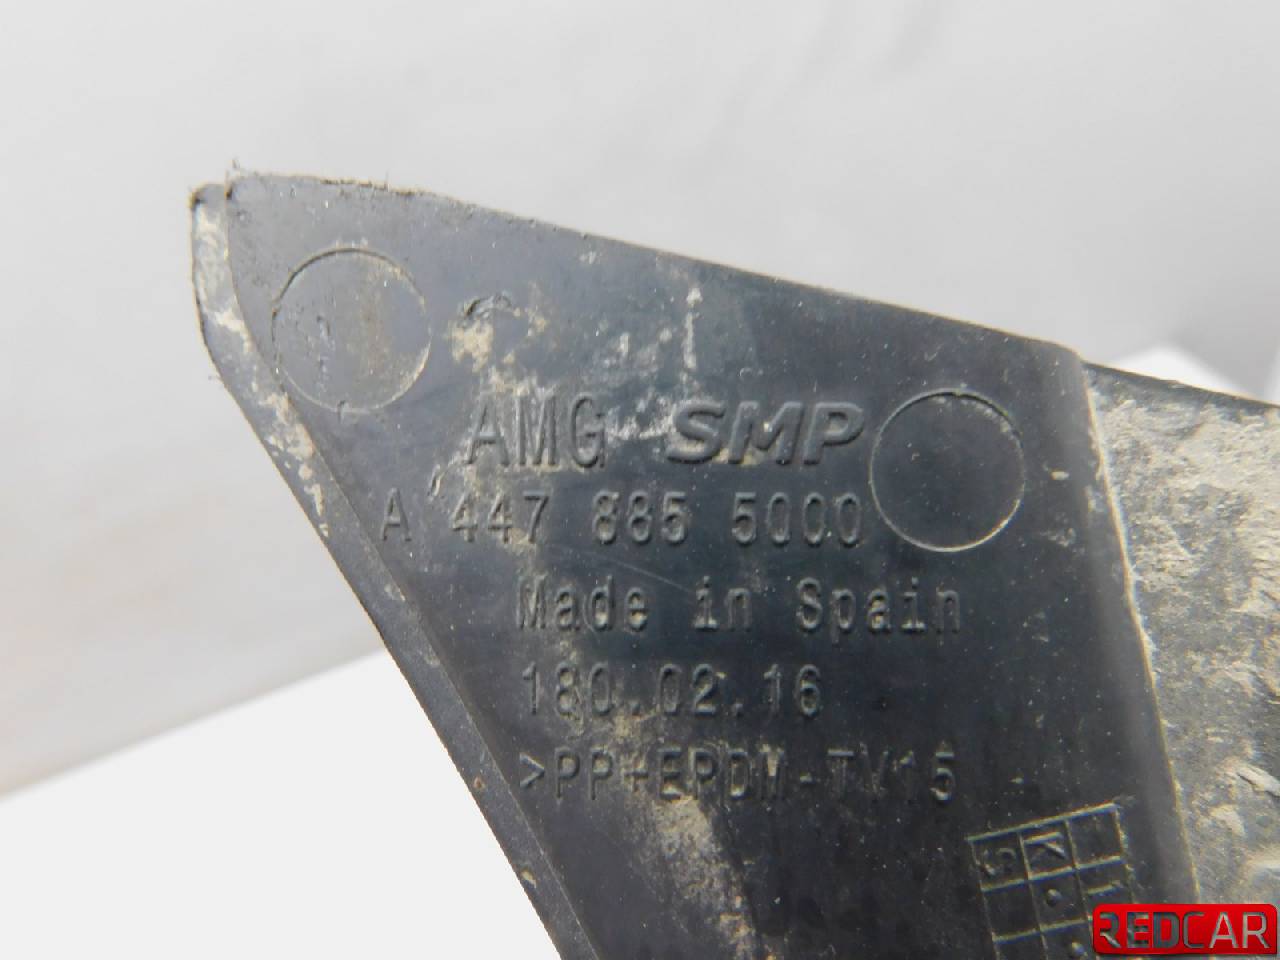 AMG SMP
A 447 885 5000
Made in Spain
180.02.16
>PP+EPDM-TV15
REDCAR